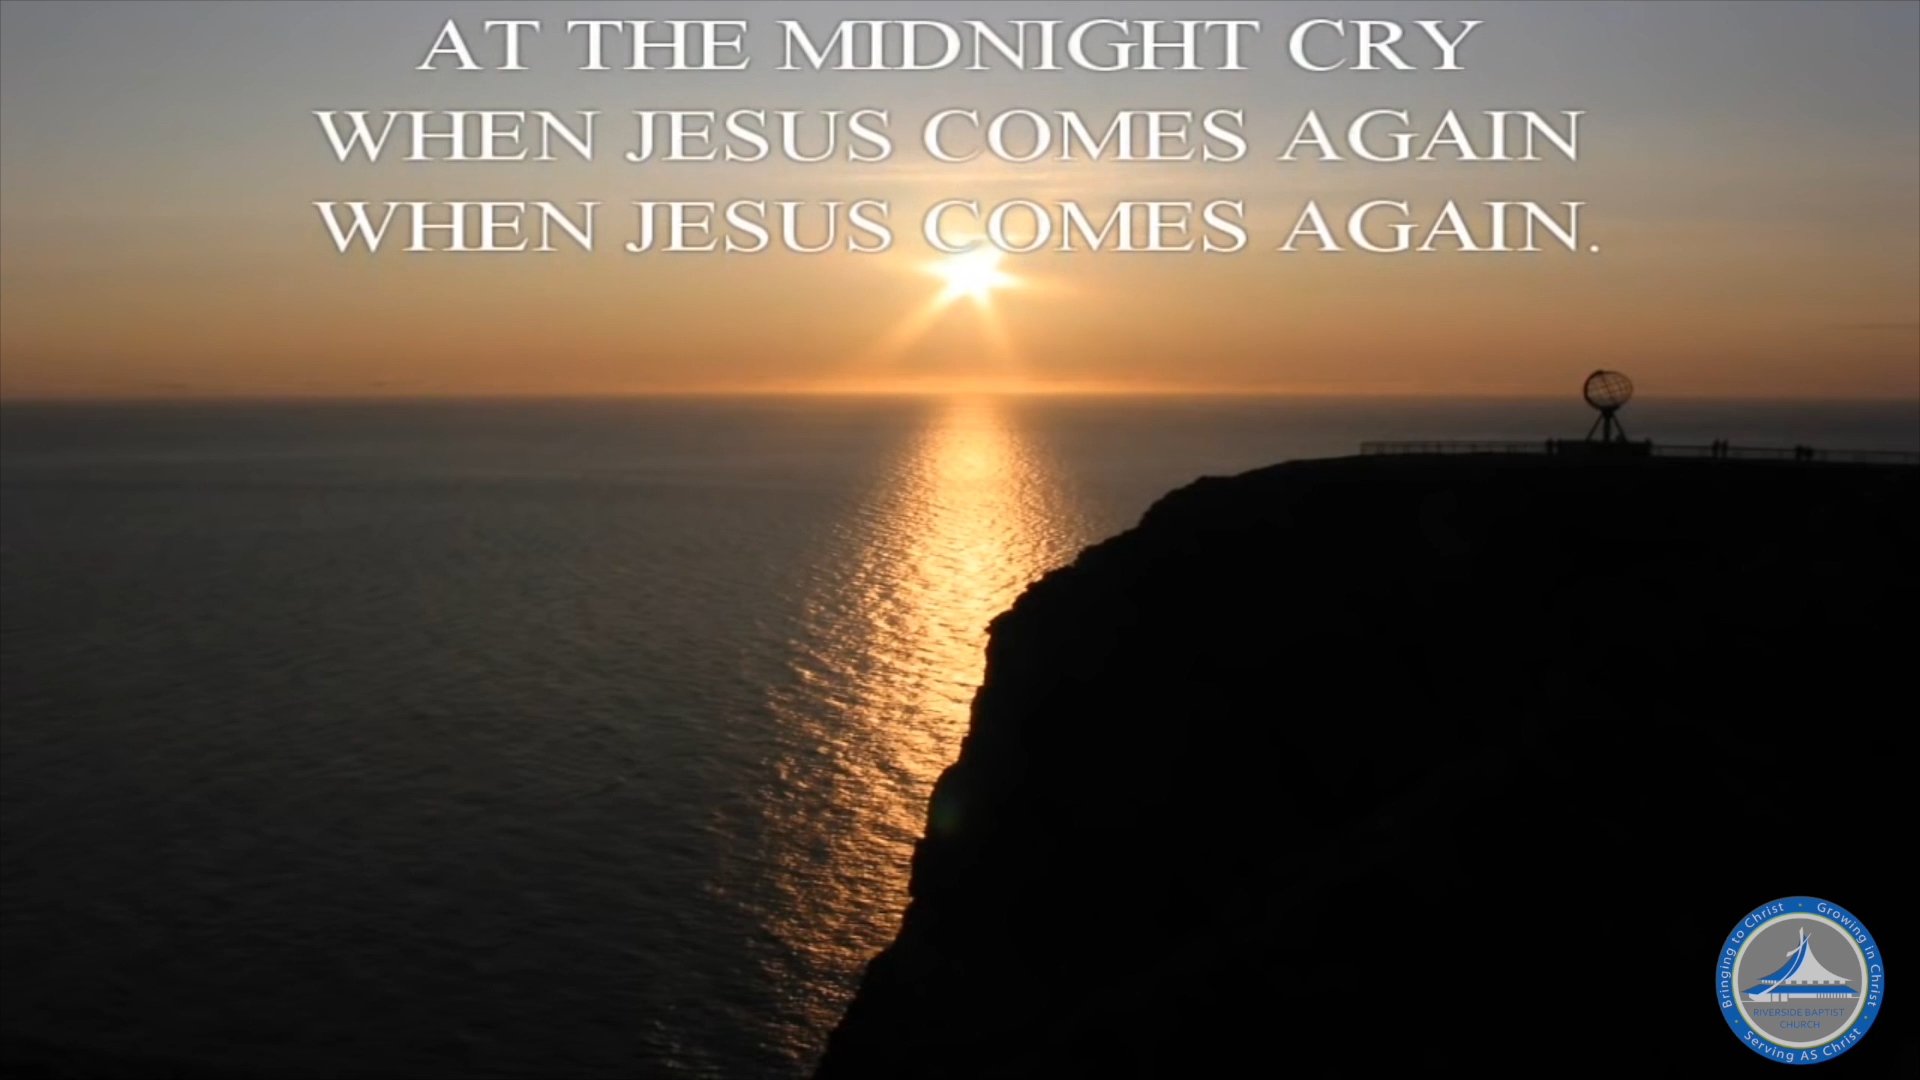 AT THE MIDNIGHT CRY
WHEN JESUS COMES AGAIN
WHEN JESUS COMES AGAIN.
Bringing to Christ • Growing in Christ •
Serving AS Christ •
RIVERSIDE BAPTIST
CHURCH